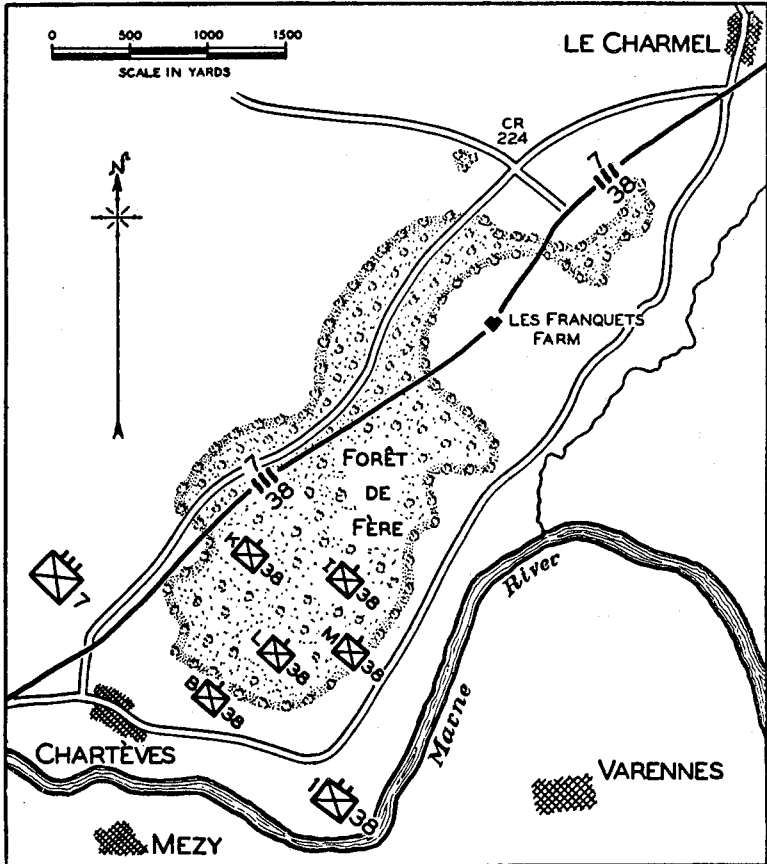 0 500 1000 1500
SCALE IN YARDS
LE CHARMEL
CR
224
N
7
38
LES FRANQUETS
FARM
7
38
FORÊT
DE
FÈRE
K 38
I 38
7
L 38
M 38
B 38
River
Marne
CHARTÈVES
VARENNES
1 38
MEZY